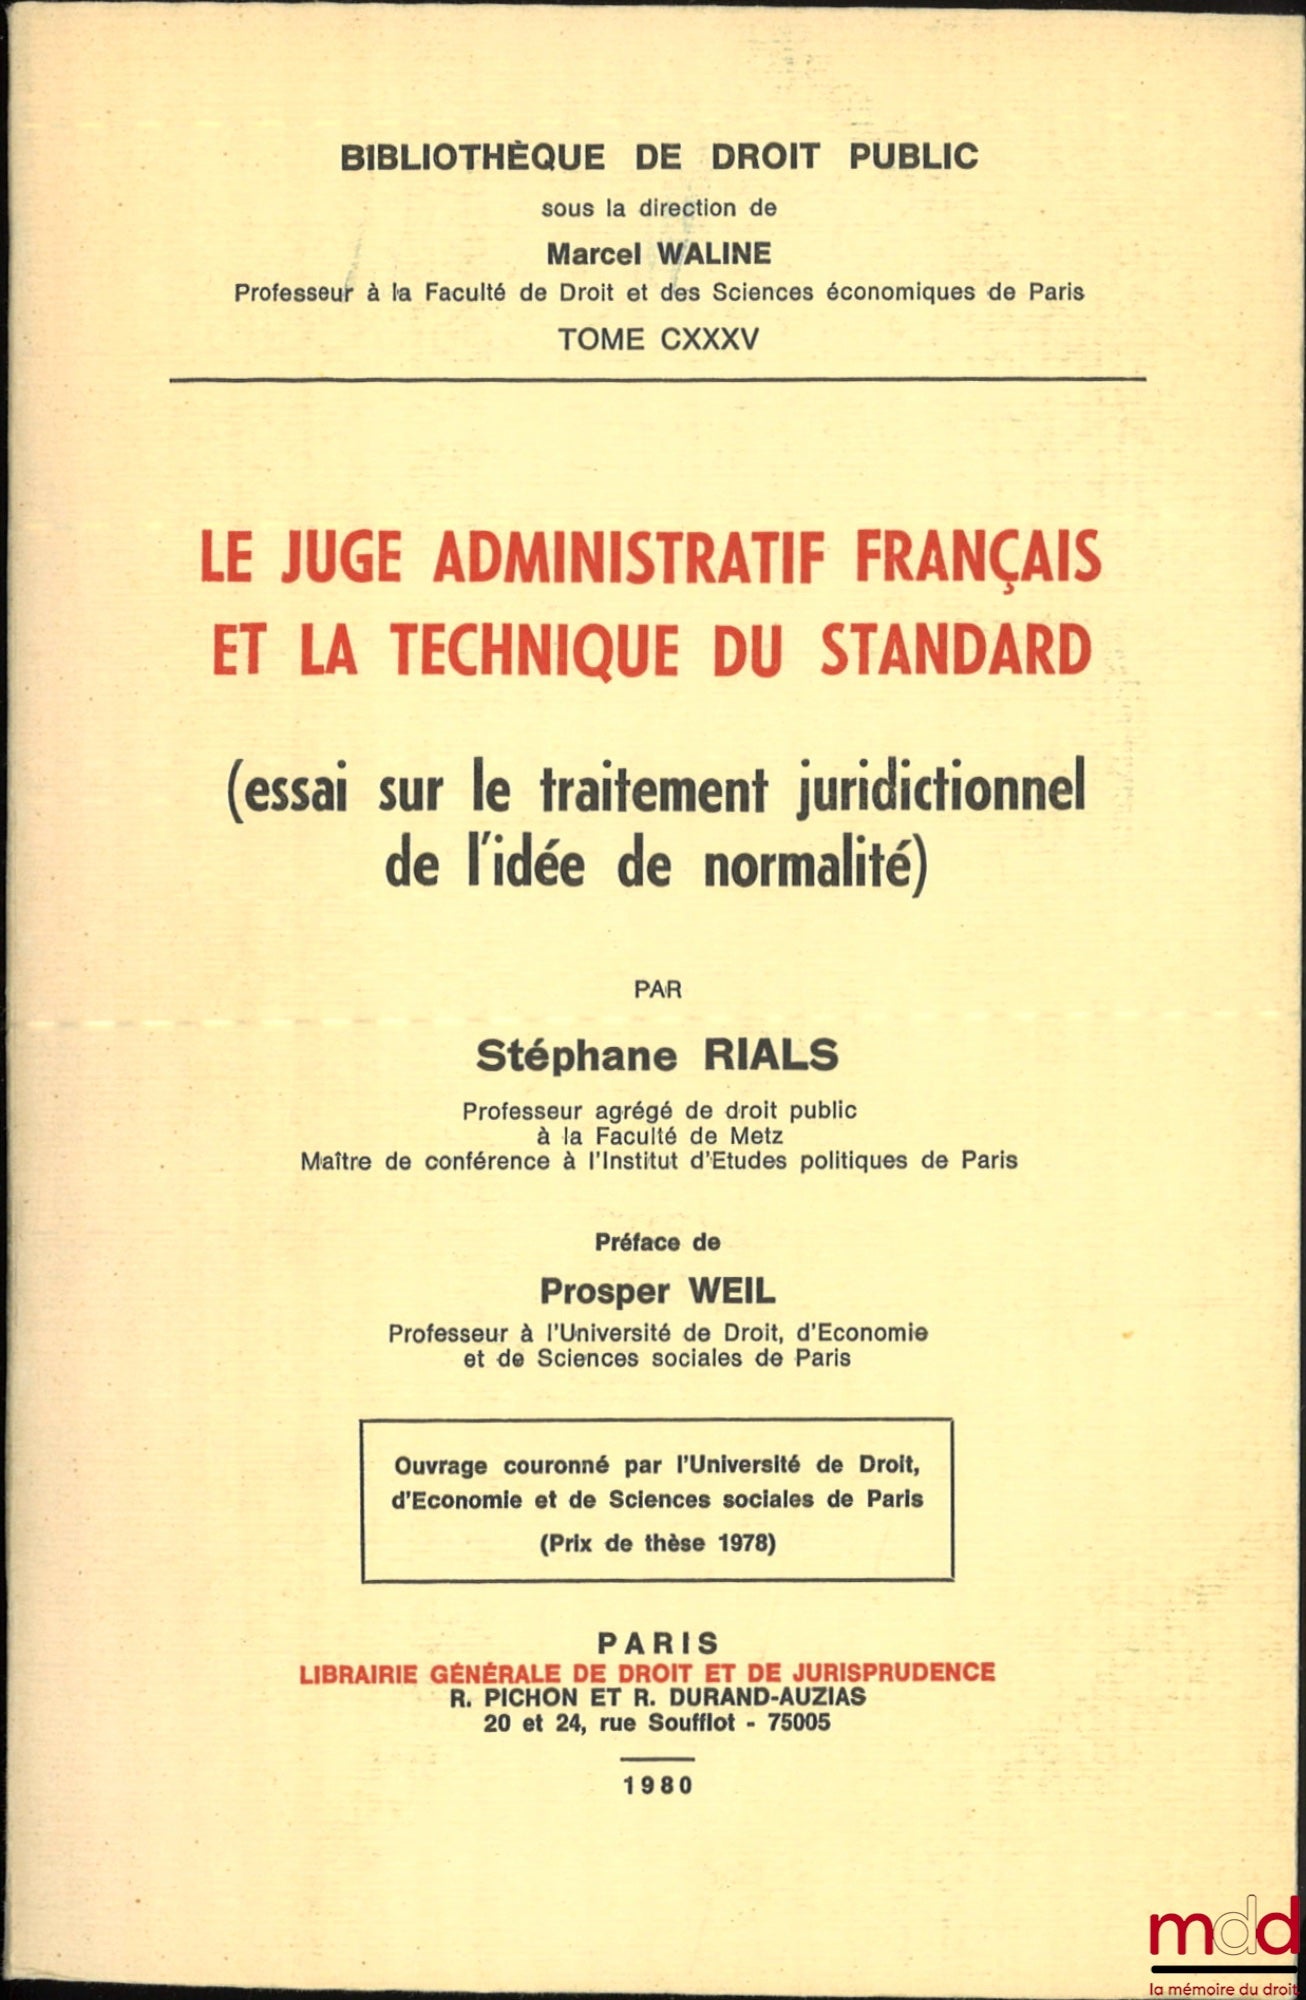 BIBLIOTHÈQUE DE DROIT PUBLIC
sous la direction de
Marcel WALINE
Professeur à la Faculté de Droit et des Sciences économiques de Paris
TOME CXXXV
LE JUGE ADMINISTRATIF FRANÇAIS
ET LA TECHNIQUE DU STANDARD
(essai sur le traitement juridictionnel
de l'idée de normalité)
PAR
Stéphane RIALS
Professeur agrégé de droit public
à la Faculté de Metz
Maître de conférence à l'Institut d'Etudes politiques de Paris
Préface de
Prosper WEIL
Professeur à l'Université de Droit, d'Economie
et de Sciences sociales de Paris
Ouvrage couronné par l'Université de Droit,
d'Economie et de Sciences sociales de Paris
(Prix de thèse 1978)
PARIS
LIBRAIRIE GÉNÉRALE DE DROIT ET DE JURISPRUDENCE
R. PICHON ET R. DURAND-AUZIAS
20 et 24, rue Soufflot - 75005
1980
mdd
la mémoire du droit